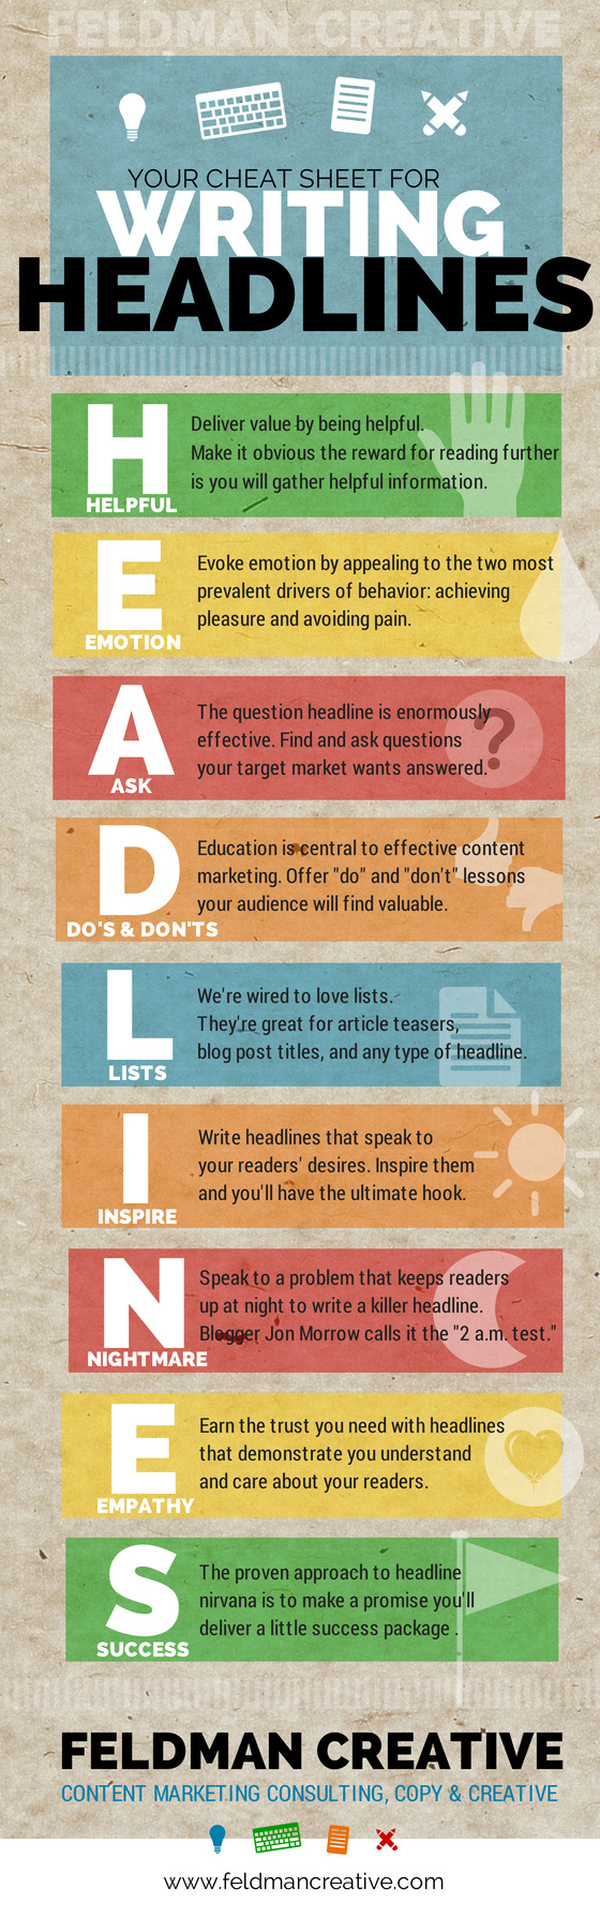 FELDMAN CREATIVE
YOUR CHEAT SHEET FOR
WRITING
HEADLINES
H
HELPFUL
Deliver value by being helpful.
Make it obvious the reward for reading further
is you will gather helpful information.
E
EMOTION
Evoke emotion by appealing to the two most
prevalent drivers of behavior: achieving
pleasure and avoiding pain.
A
ASK
The question headline is enormously
effective. Find and ask questions
your target market wants answered.
?
D
DO'S & DON'TS
Education is central to effective content
marketing. Offer "do" and "don't" lessons
your audience will find valuable.
L
LISTS
We're wired to love lists.
They're great for article teasers,
blog post titles, and any type of headline.
I
INSPIRE
Write headlines that speak to
your readers' desires. Inspire them
and you'll have the ultimate hook.
N
NIGHTMARE
Speak to a problem that keeps readers
up at night to write a killer headline.
Blogger Jon Morrow calls it the "2 a.m. test."
E
EMPATHY
Earn the trust you need with headlines
that demonstrate you understand
and care about your readers.
S
SUCCESS
The proven approach to headline
nirvana is to make a promise you'll
deliver a little success package .
FELDMAN CREATIVE
CONTENT MARKETING CONSULTING, COPY & CREATIVE
www.feldmancreative.com